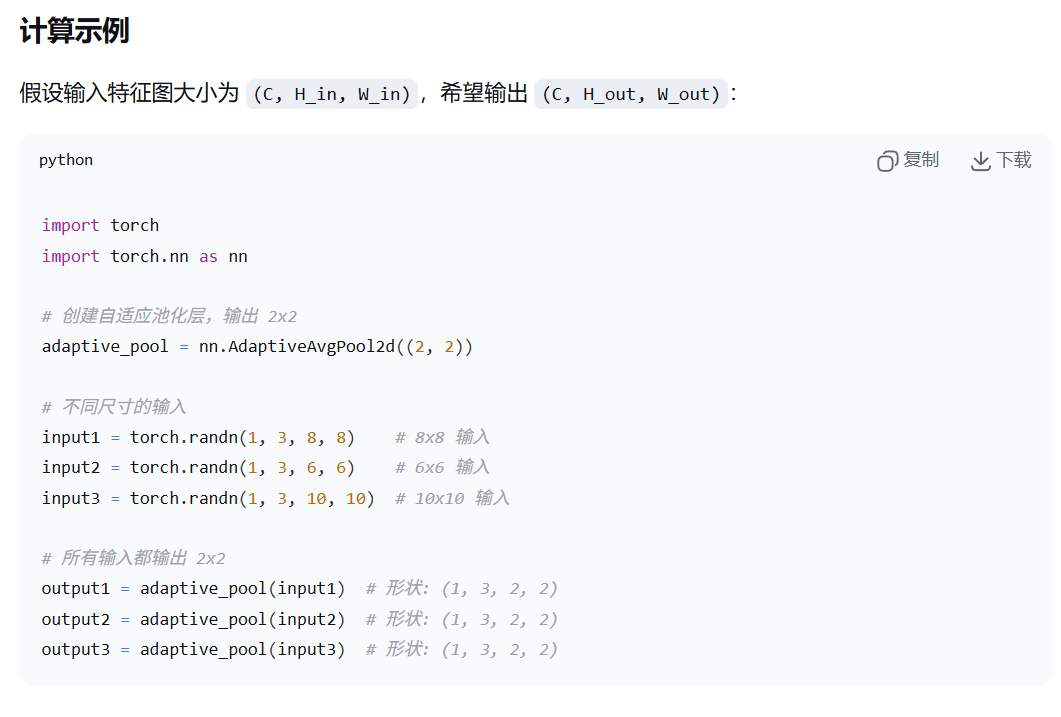 计算示例
假设输入特征图大小为 (C, H_in, W_in)，希望输出 (C, H_out, W_out)：
python 复制 下载
import torch
import torch.nn as nn
# 创建自适应池化层，输出 2x2
adaptive_pool = nn.AdaptiveAvgPool2d((2, 2))
# 不同尺寸的输入
input1 = torch.randn(1, 3, 8, 8)    # 8x8 输入
input2 = torch.randn(1, 3, 6, 6)    # 6x6 输入
input3 = torch.randn(1, 3, 10, 10)  # 10x10 输入
# 所有输入都输出 2x2
output1 = adaptive_pool(input1)  # 形状: (1, 3, 2, 2)
output2 = adaptive_pool(input2)  # 形状: (1, 3, 2, 2)
output3 = adaptive_pool(input3)  # 形状: (1, 3, 2, 2)